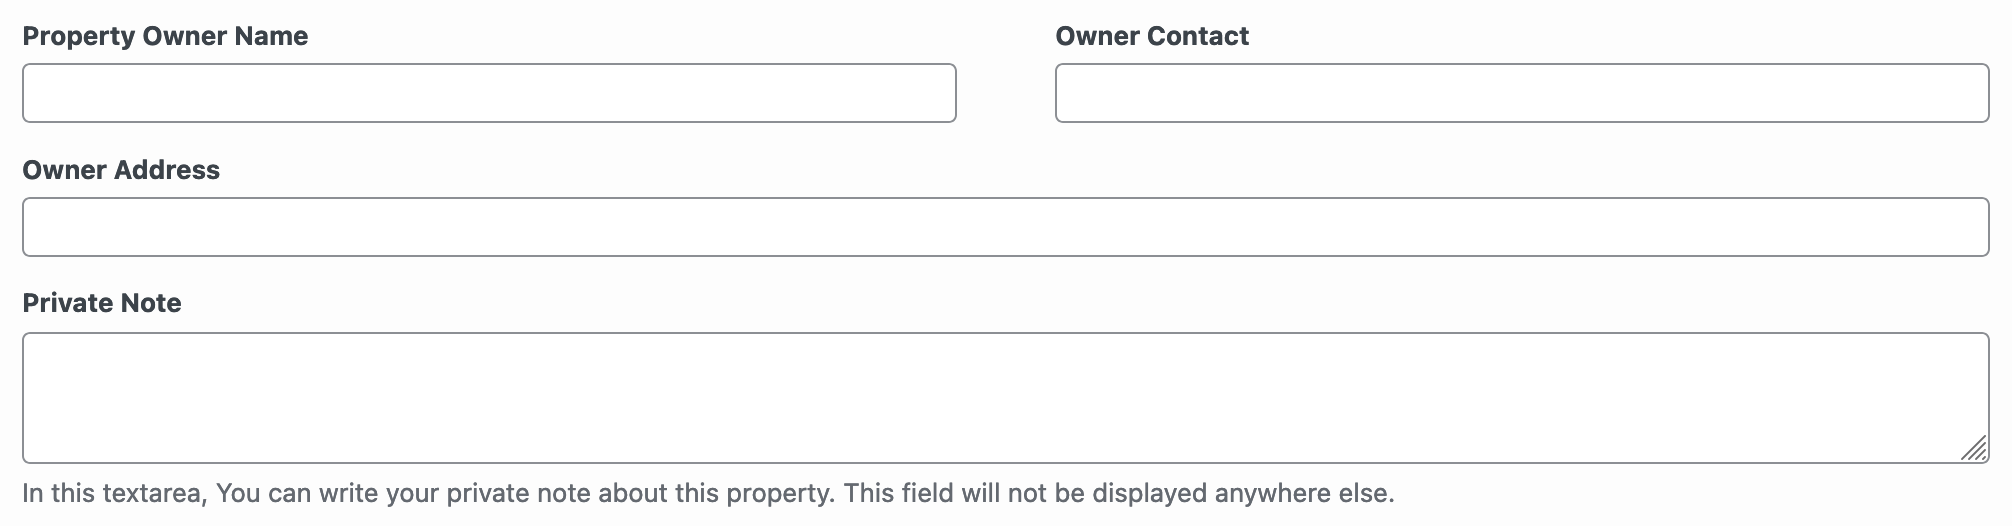 Property Owner Name
Owner Contact
Owner Address
Private Note
In this textarea, You can write your private note about this property. This field will not be displayed anywhere else.